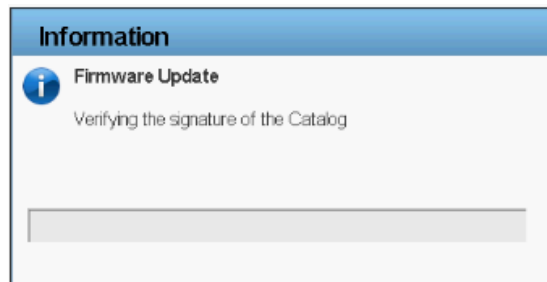 Information
Firmware Update
Verifying the signature of the Catalog